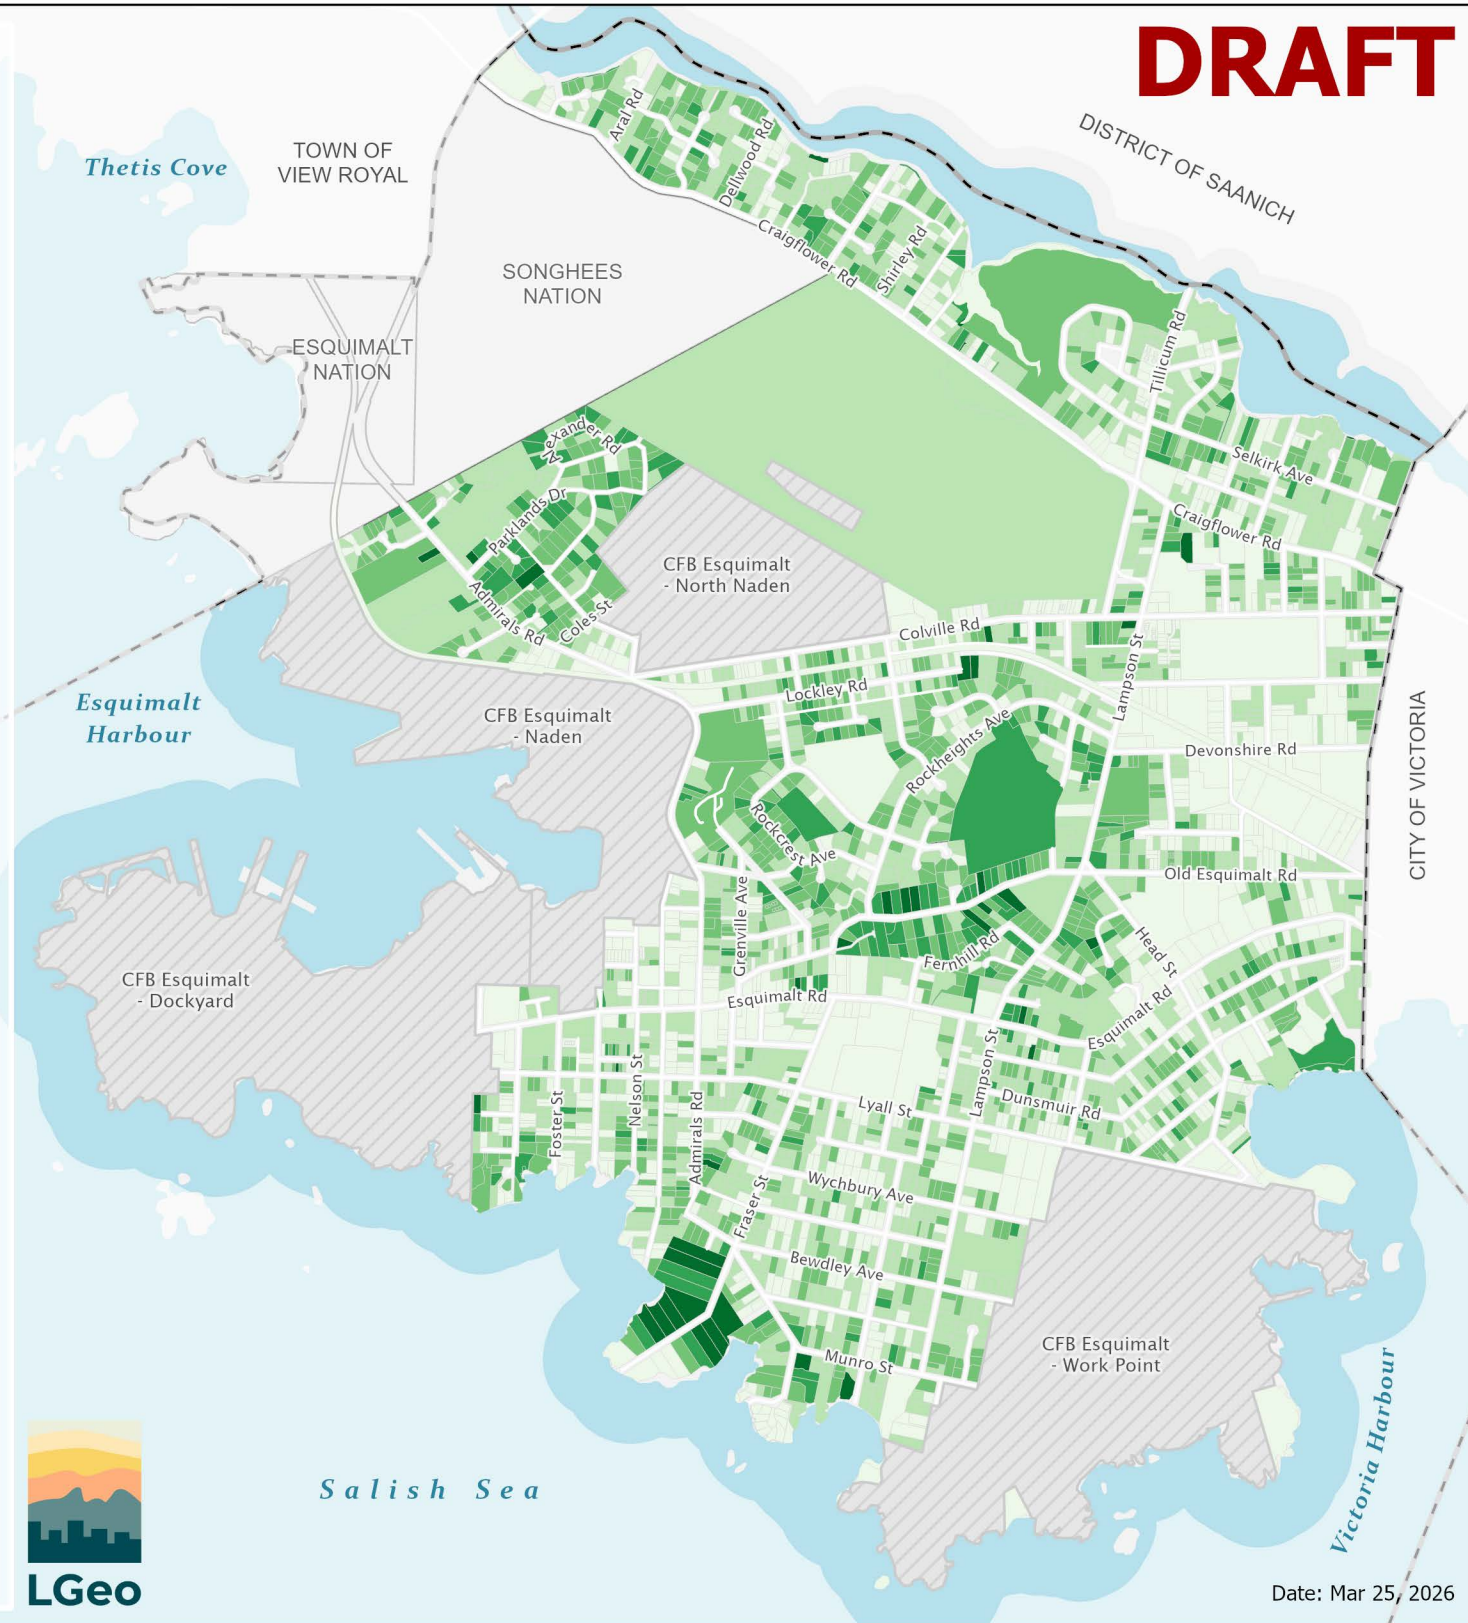 DRAFT
DISTRICT OF SAANICH
Thetis Cove
TOWN OF
VIEW ROYAL
Aral Rd
Dellwood Rd
Craigflower Rd
Shirley Rd
SONGHEES
NATION
ESQUIMALT
NATION
Tillicum Rd
Alexander Rd
Selkirk Ave
Parklands Dr
Craigflower Rd
CFB Esquimalt
- North Naden
Admirals Rd
Coles St
Colville Rd
Lampson St
Lockley Rd
Esquimalt
Harbour
CFB Esquimalt
- Naden
Rockheights Ave
Devonshire Rd
CITY OF VICTORIA
Rockcrest Ave
Old Esquimalt Rd
Grenville Ave
Fernhill Rd
Head St
CFB Esquimalt
- Dockyard
Esquimalt Rd
Esquimalt Rd
Lampson St
Nelson St
Foster St
Admirals Rd
Lyall St
Dunsmuir Rd
Wychbury Ave
Fraser St
Bewdley Ave
Munro St
CFB Esquimalt
- Work Point
Victoria Harbour
Salish Sea
LGeo
Date: Mar 25, 2026